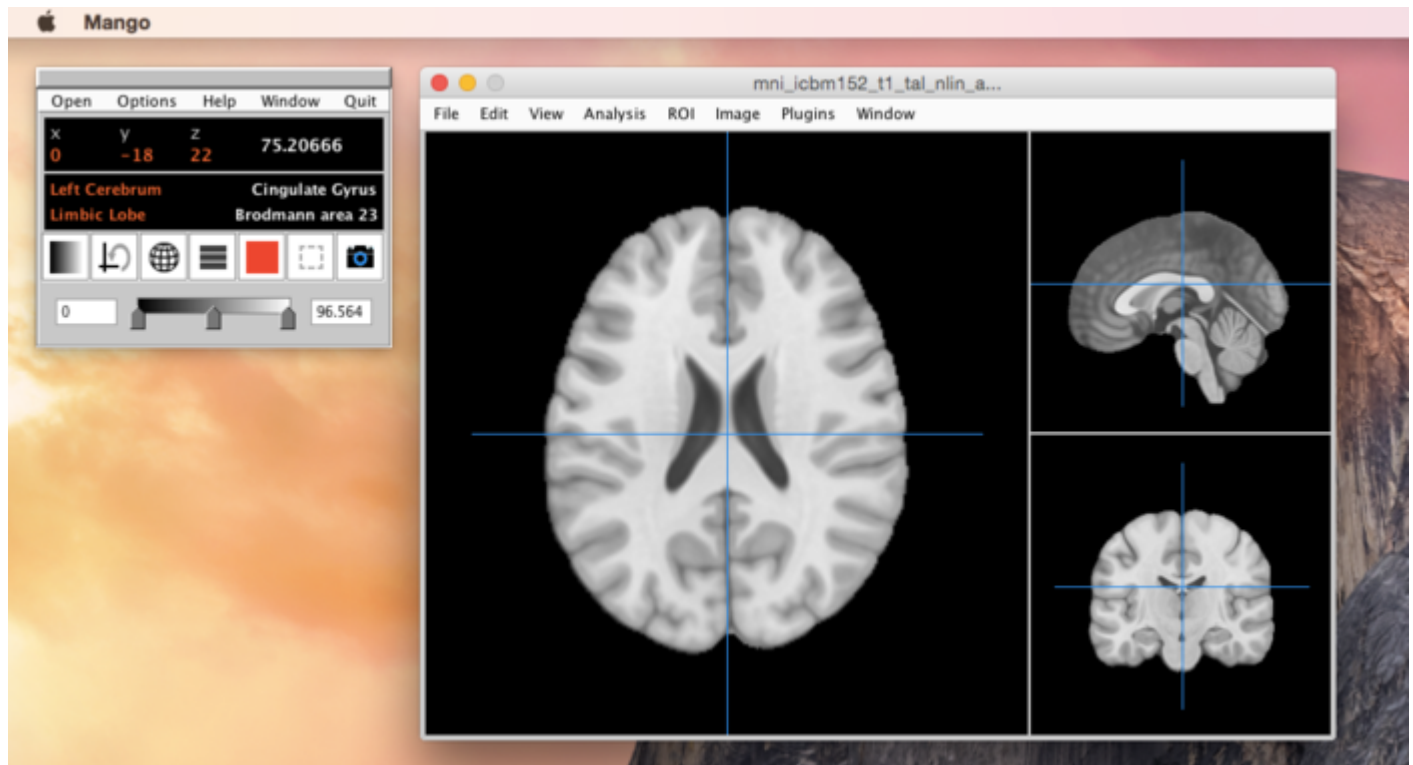 Mango
Open Options Help Window Quit
x y z
0 -18 22 75.20666
Left Cerebrum Cingulate Gyrus
Limbic Lobe Brodmann area 23
0 96.564
mni_icbm152_t1_tal_nlin_a...
File Edit View Analysis ROI Image Plugins Window